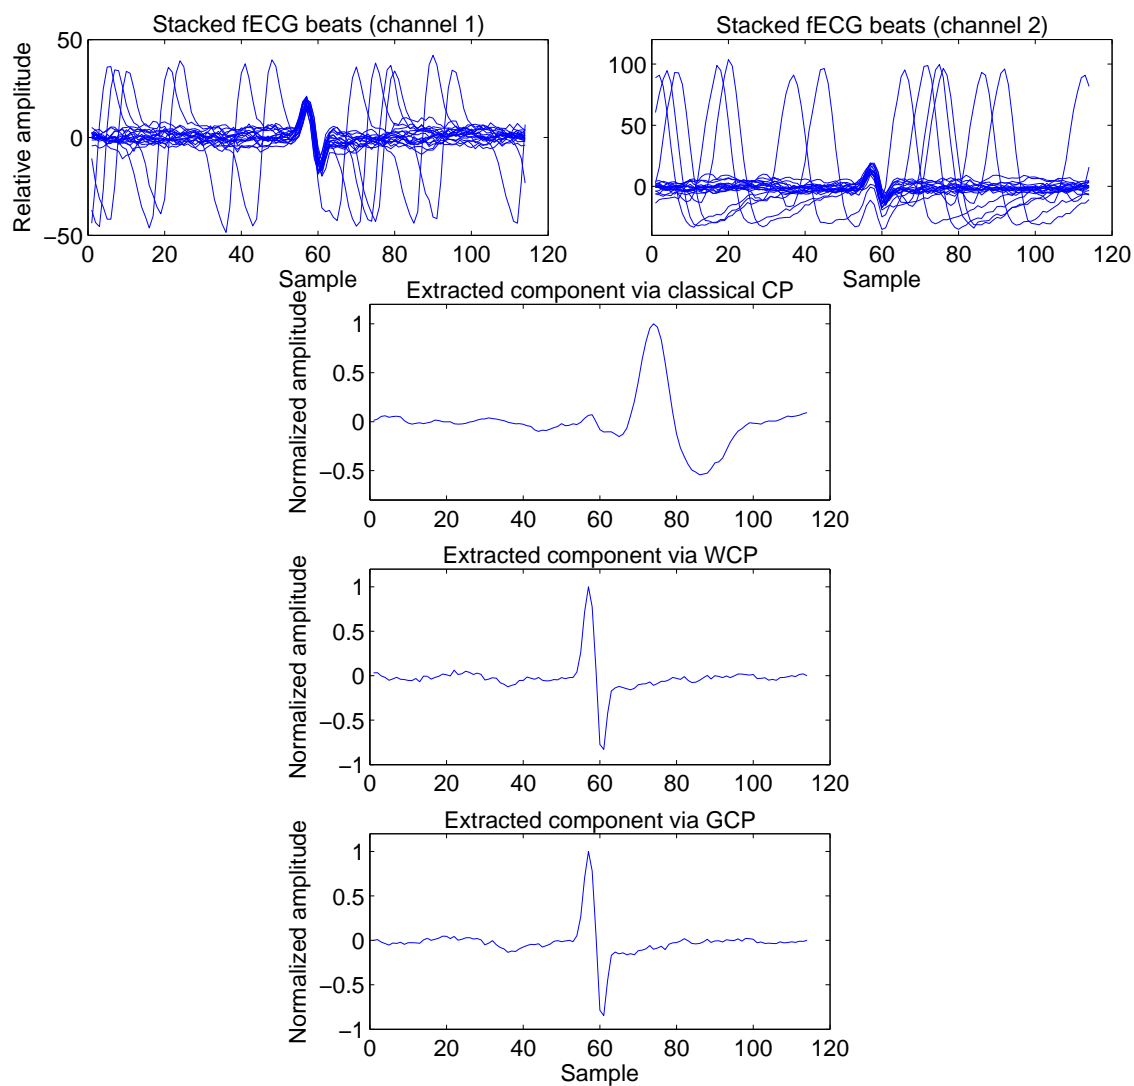 Stacked fECG beats (channel 1)
Relative amplitude
50
0
−50
0 20 40 60 80 100 120
Sample
Stacked fECG beats (channel 2)
100
50
0
0 20 40 60 80 100 120
Sample
Extracted component via classical CP
Normalized amplitude
1
0.5
0
−0.5
0 20 40 60 80 100 120
Extracted component via WCP
Normalized amplitude
1
0.5
0
−0.5
−1
0 20 40 60 80 100 120
Extracted component via GCP
Normalized amplitude
1
0.5
0
−0.5
−1
0 20 40 60 80 100 120
Sample